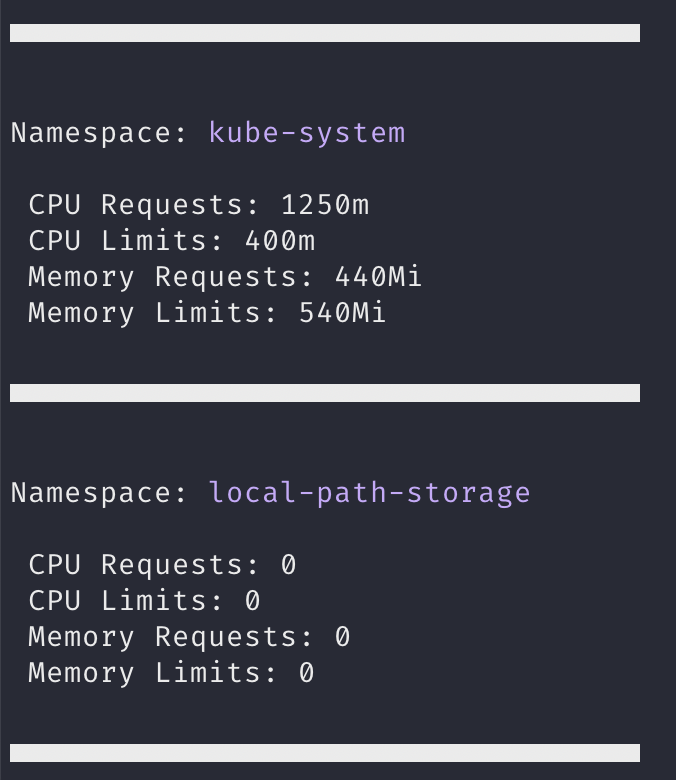 Namespace: kube-system
CPU Requests: 1250m
CPU Limits: 400m
Memory Requests: 440Mi
Memory Limits: 540Mi
Namespace: local-path-storage
CPU Requests: 0
CPU Limits: 0
Memory Requests: 0
Memory Limits: 0